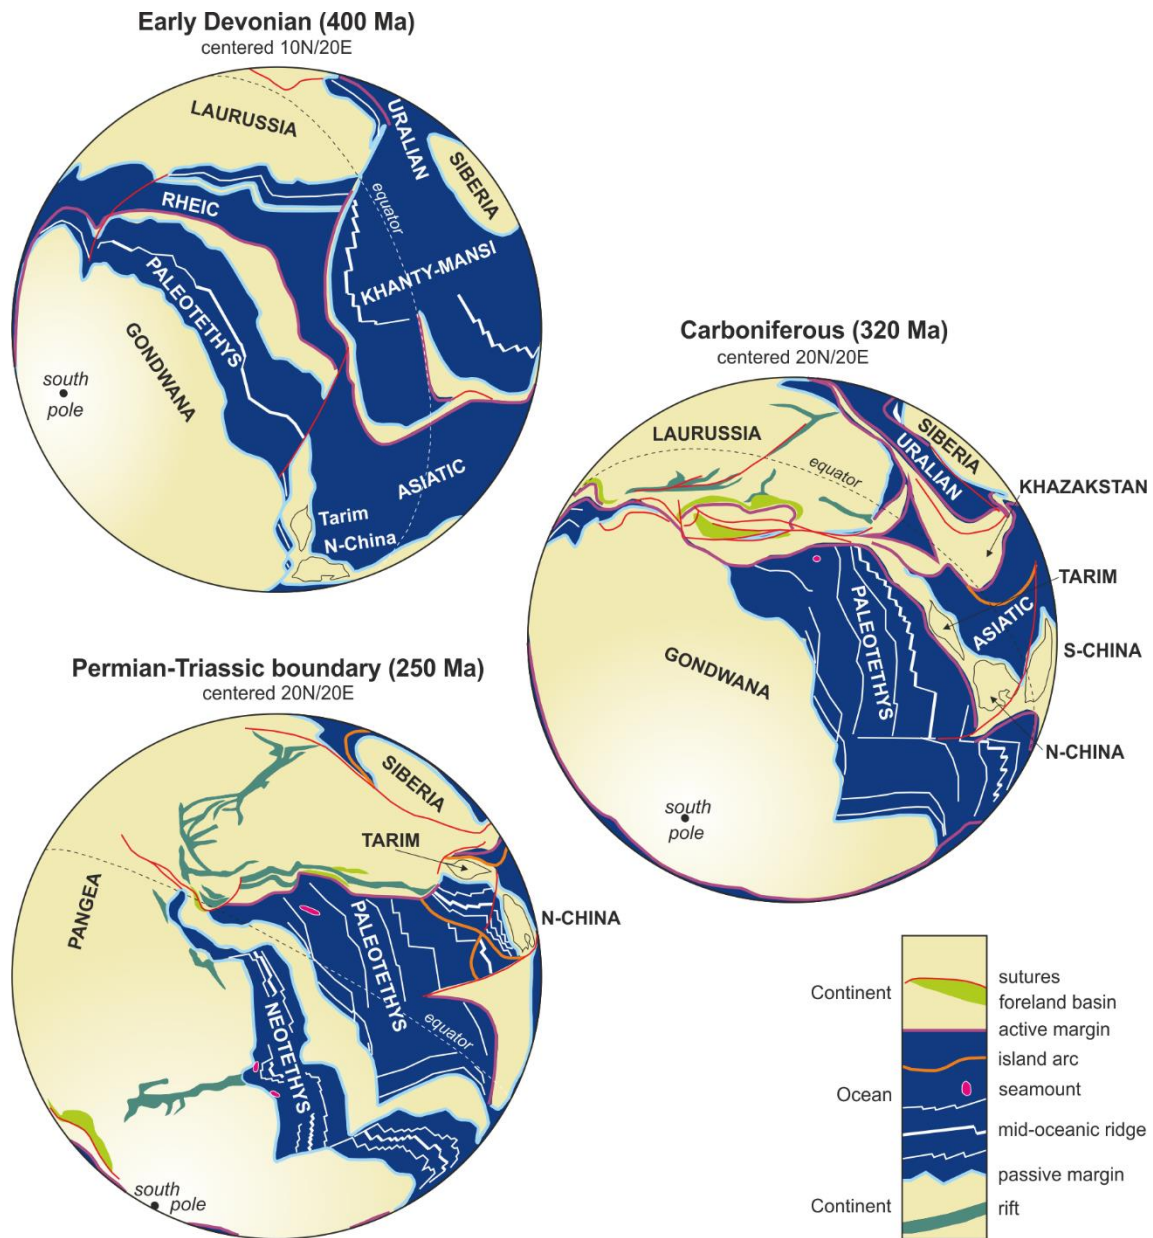 Early Devonian (400 Ma)
centered 10N/20E
LAURUSSIA
URALIAN
SIBERIA
equator
RHEIC
KHANTY-MANSI
PALEOTETHYS
GONDWANA
south
pole
ASIATIC
Tarim
N-China
Carboniferous (320 Ma)
centered 20N/20E
LAURUSSIA
equator
SIBERIA
URALIAN
KHAZAKSTAN
TARIM
PALEOTETHYS
ASIATIC
S-CHINA
GONDWANA
N-CHINA
south
pole
Permian-Triassic boundary (250 Ma)
centered 20N/20E
SIBERIA
TARIM
PANGEA
N-CHINA
PALEOTETHYS
NEOTETHYS
equator
south
pole
Continent
sutures
foreland basin
active margin
island arc
Ocean
seamount
mid-oceanic ridge
passive margin
Continent
rift